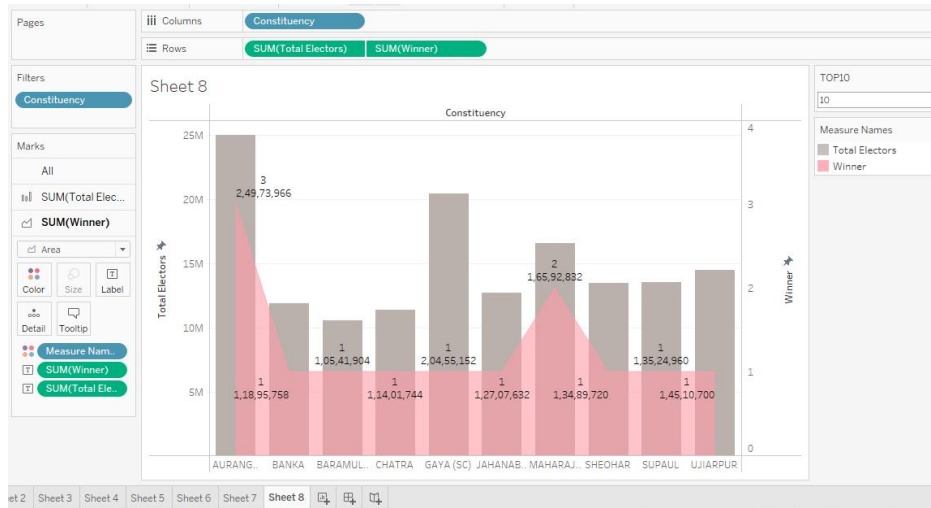 Pages
iii Columns
Constituency
Rows
SUM(Total Electors)
SUM(Winner)
Filters
Constituency
Marks
All
SUM(Total Elec...
SUM(Winner)
Area
Color
Size
Label
Detail
Tooltip
Measure Nam..
SUM(Winner)
SUM(Total Ele..
Sheet 8
Constituency
25M
20M
15M
10M
5M
Total Electors
4
3
2
1
0
Winner
3
2,49,73,966
1
1,18,95,758
1
1,05,41,904
1
1,14,01,744
1
2,04,55,152
1
1,27,07,632
2
1,65,92,832
1
1,34,89,720
1
1,35,24,960
1
1,45,10,700
AURANG.. BANKA BARAMUL.. CHATRA GAYA (SC) JAHANAB.. MAHARAJ.. SHEOHAR SUPAUL UJIARPUR
TOP10
10
Measure Names
Total Electors
Winner
et 2 Sheet 3 Sheet 4 Sheet 5 Sheet 6 Sheet 7 Sheet 8